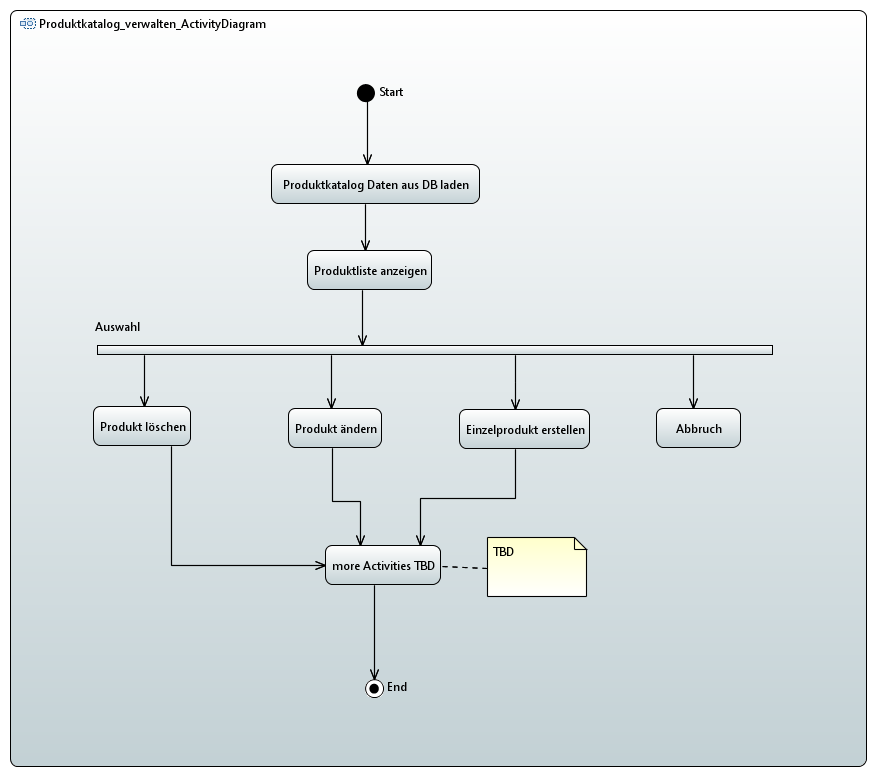 Produktkatalog_verwalten_ActivityDiagram
Start
Produktkatalog Daten aus DB laden
Produktliste anzeigen
Auswahl
Produkt löschen
Produkt ändern
Einzelprodukt erstellen
Abbruch
more Activities TBD
TBD
End